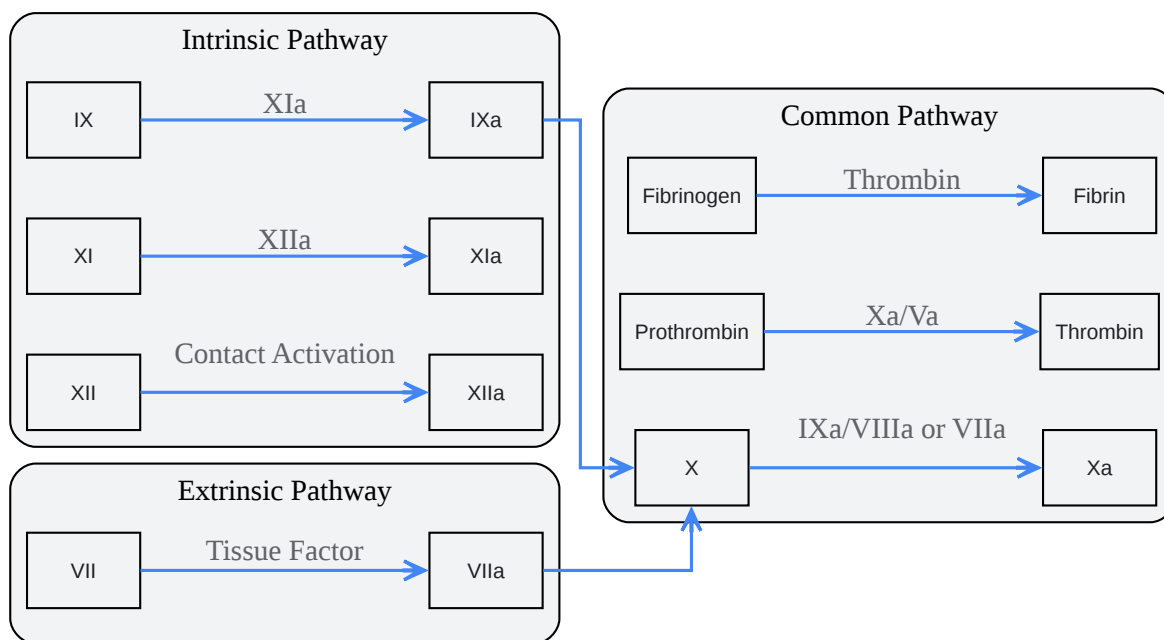 Intrinsic Pathway
IX
XIa
IXa
XI
XIIa
XIa
XII
Contact Activation
XIIa
Extrinsic Pathway
VII
Tissue Factor
VIIa
Common Pathway
Fibrinogen
Thrombin
Fibrin
Prothrombin
Xa/Va
Thrombin
X
IXa/VIIIa or VIIa
Xa